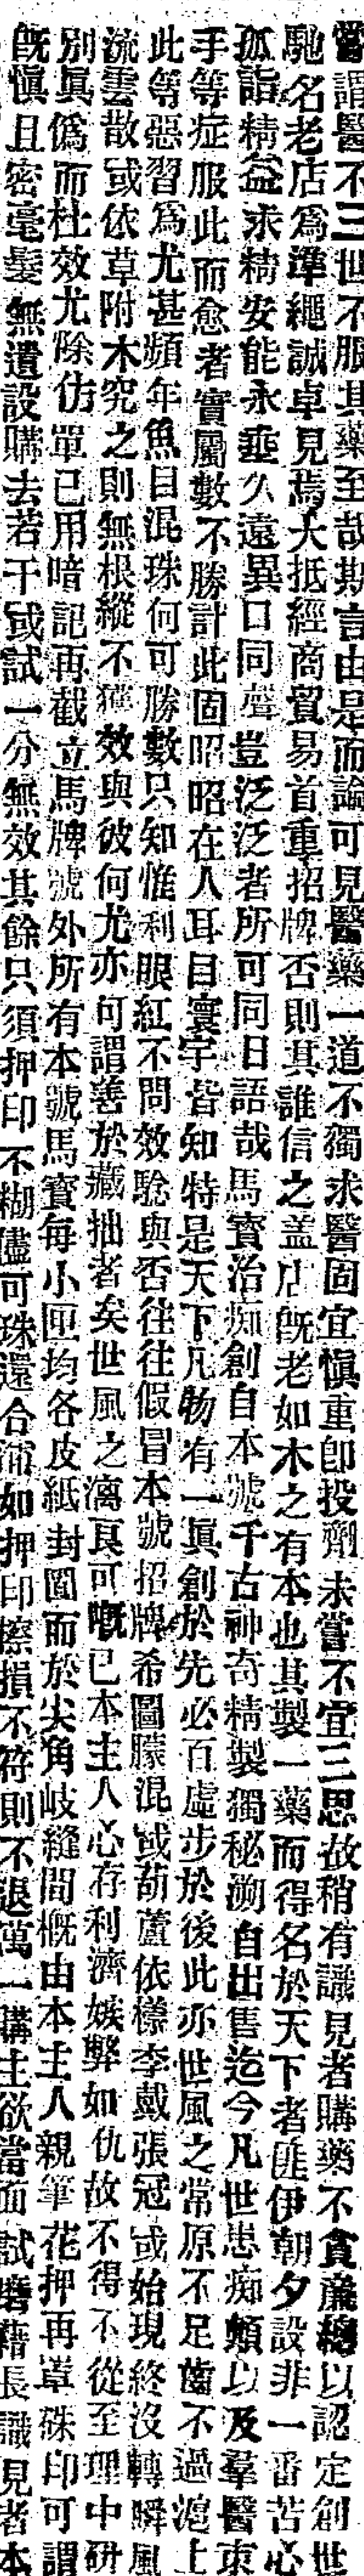 嘗謂醫不三世不服其藥至哉斯言由是而論可見醫藥一道不獨求醫固宜愼重卽投劑未嘗不宜三思故稍有識見者購藥不貪廉總以認定創世
馳名老店爲準繩誠卓見焉大抵經商貿易首重招牌否則其誰信之盖店旣老如木之有本也其製一藥而得名於天下者匪伊朝夕設非一番苦心
孤詣精益求精安能永垂久遠異口同聲豈泛泛者所可同日語哉馬寳治痴創自本號千古神奇精製獨秘溯自出售迄今凡世患痴顛以及羣醫束
手等症服此而愈者實屬數不勝計此固昭昭在人耳目寰宇皆知特是天下凡物有一眞創於先必百虛步於後此亦世風之常原不足齒不過滬上
此等惡習爲尤甚頻年魚目混珠何可勝數只知惟利眼紅不問效驗與否往往假冒本號招牌希圖朦混或葫蘆依樣李戴張冠或始現終沒轉瞬風
流雲散或依草附木究之則無根縱不獲效與彼何尤亦可謂善於藏拙者矣世風之漓良可嘅已本主人心存利濟嫉弊如仇故不得不從至理中研
別眞僞而杜效尤除仿單已用暗記再截立馬牌號外所有本號馬寳每小匣均各皮紙封固而於尖角岐縫間槪由本主人親筆花押再蓋硃印可謂
旣愼且密毫髮無遺設購去若干或試一分無效其餘只須押印不糊儘可珠還合浦如押印擦損不符則不退萬一購主欲當面試磨藉長識見者本